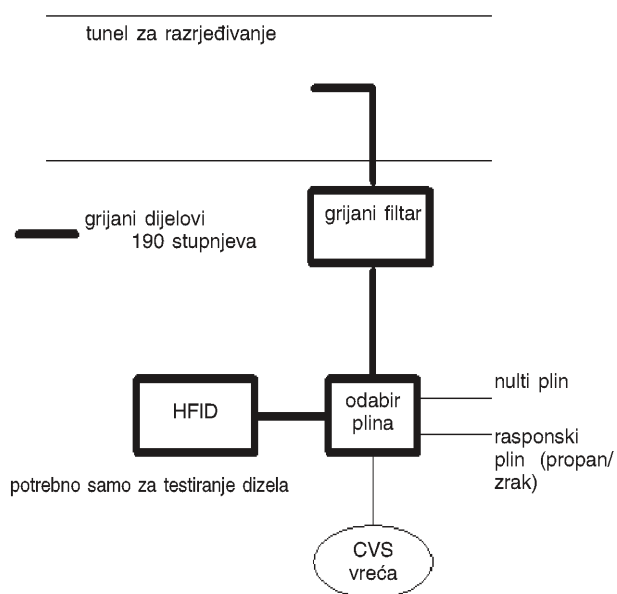 tunel za razrjeđivanje
grijani filtar
grijani dijelovi
190 stupnjeva
HFID
odabir
plina
nulti plin
rasponski
plin (propan/
zrak)
potrebno samo za testiranje dizela
CVS
vreća